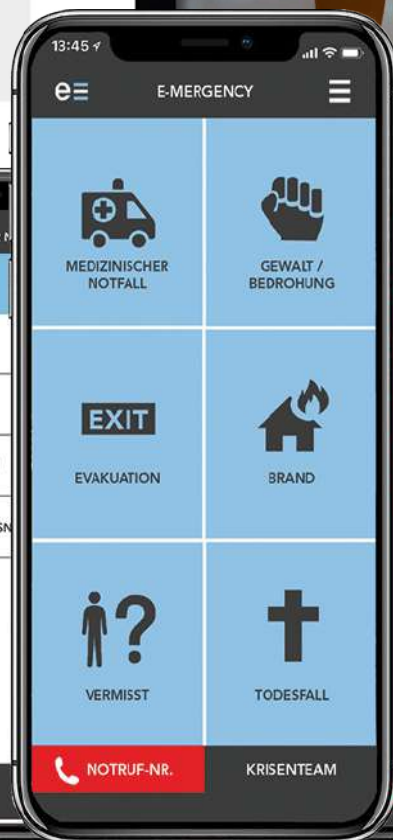 13:45
e
E-MERGENCY
MEDIZINISCHER
NOTFALL
GEWALT /
BEDROHUNG
EXIT
EVAKUATION
BRAND
?
VERMISST
TODESFALL
NOTRUF-NR.
KRISENTEAM